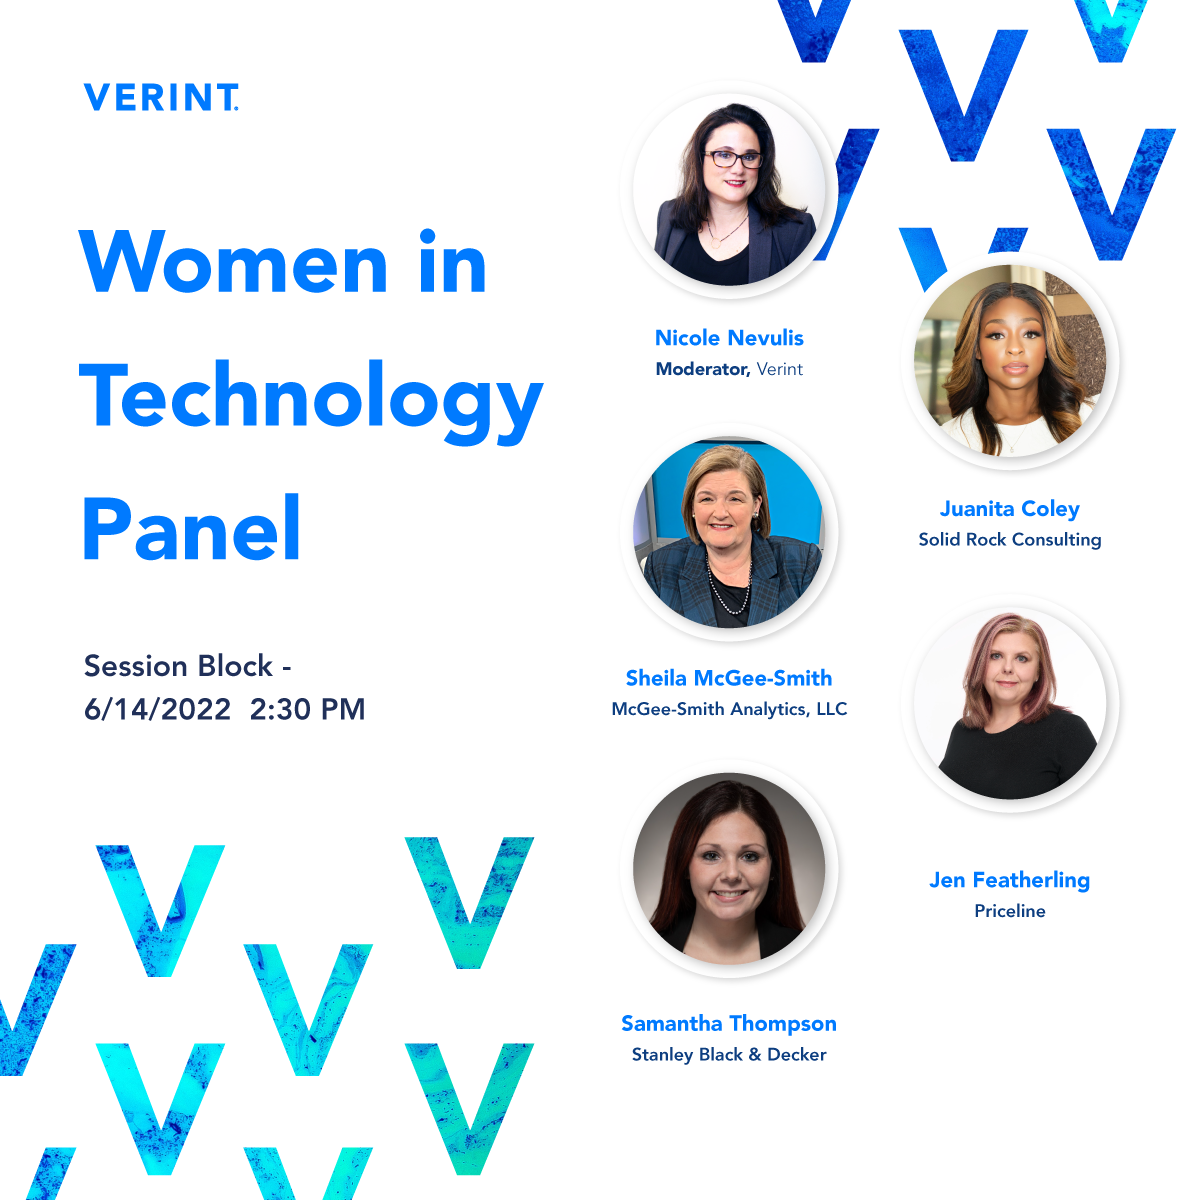 VERINT.
Women in
Technology
Panel
Session Block -
6/14/2022 2:30 PM
Nicole Nevulis
Moderator, Verint
Juanita Coley
Solid Rock Consulting
Sheila McGee-Smith
McGee-Smith Analytics, LLC
Jen Featherling
Priceline
Samantha Thompson
Stanley Black & Decker